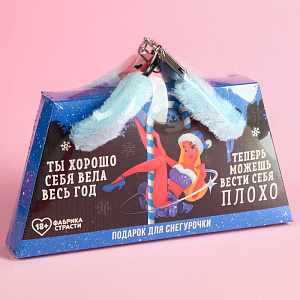 ТЫ ХОРОШО
СЕБЯ ВЕЛА
ВЕСЬ ГОД
ТЕПЕРЬ
МОЖЕШЬ
ВЕСТИ СЕБЯ
ПЛОХО
18+
ФАБРИКА
СТРАСТИ
ПОДАРОК ДЛЯ СНЕГУРОЧКИ